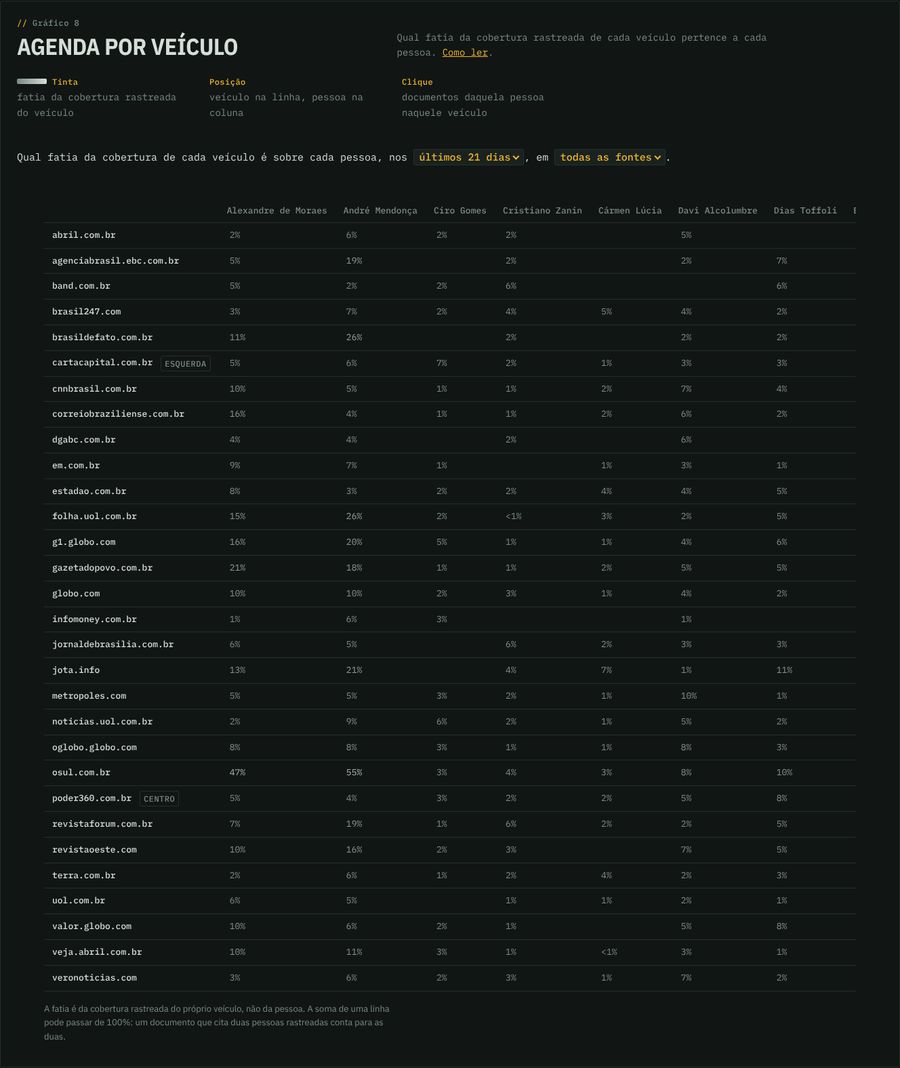 // Gráfico 8
AGENDA POR VEÍCULO
Qual fatia da cobertura rastreada de cada veículo pertence a cada
pessoa. Como ler.
Tinta
fatia da cobertura rastreada
do veículo
Posição
veículo na linha, pessoa na
coluna
Clique
documentos daquela pessoa
naquele veículo
Qual fatia da cobertura de cada veículo é sobre cada pessoa, nos últimos 21 dias, em todas as fontes.
Alexandre de Moraes André Mendonça Ciro Gomes Cristiano Zanin Cármen Lúcia Davi Alcolumbre Dias Toffoli
abril.com.br 2% 6% 2% 2% 5%
agenciabrasil.ebc.com.br 5% 19% 2% 2% 7%
band.com.br 5% 2% 2% 6% 6%
brasil247.com 3% 7% 2% 4% 5% 4% 2%
brasildefato.com.br 11% 26% 2% 2% 2%
cartacapital.com.br ESQUERDA 5% 6% 7% 2% 1% 3% 3%
cnnbrasil.com.br 10% 5% 1% 1% 2% 7% 4%
correiobraziliense.com.br 16% 4% 1% 1% 2% 6% 2%
dgabc.com.br 4% 4% 2% 6%
em.com.br 9% 7% 1% 1% 3% 1%
estadao.com.br 8% 3% 2% 2% 4% 4% 5%
folha.uol.com.br 15% 26% 2% <1% 3% 2% 5%
g1.globo.com 16% 20% 5% 1% 1% 4% 6%
gazetadopovo.com.br 21% 18% 1% 1% 2% 5% 5%
globo.com 10% 10% 2% 3% 1% 4% 2%
infomoney.com.br 1% 6% 3% 1%
jornaldebrasilia.com.br 6% 5% 6% 2% 3% 3%
jota.info 13% 21% 4% 7% 1% 11%
metropoles.com 5% 5% 3% 2% 1% 10% 1%
noticias.uol.com.br 2% 9% 6% 2% 1% 5% 2%
oglobo.globo.com 8% 8% 3% 1% 1% 8% 3%
osul.com.br 47% 55% 3% 4% 3% 8% 10%
poder360.com.br CENTRO 5% 4% 3% 2% 2% 5% 8%
revistaforum.com.br 7% 19% 1% 6% 2% 2% 5%
revistaoeste.com 10% 16% 2% 3% 7% 5%
terra.com.br 2% 6% 1% 2% 4% 2% 3%
uol.com.br 6% 5% 1% 1% 2% 1%
valor.globo.com 10% 6% 2% 1% 5% 8%
veja.abril.com.br 10% 11% 3% 1% <1% 3% 1%
veronoticias.com 3% 6% 2% 3% 1% 7% 2%
A fatia é da cobertura rastreada do próprio veículo, não da pessoa. A soma de uma linha
pode passar de 100%: um documento que cita duas pessoas rastreadas conta para as
duas.